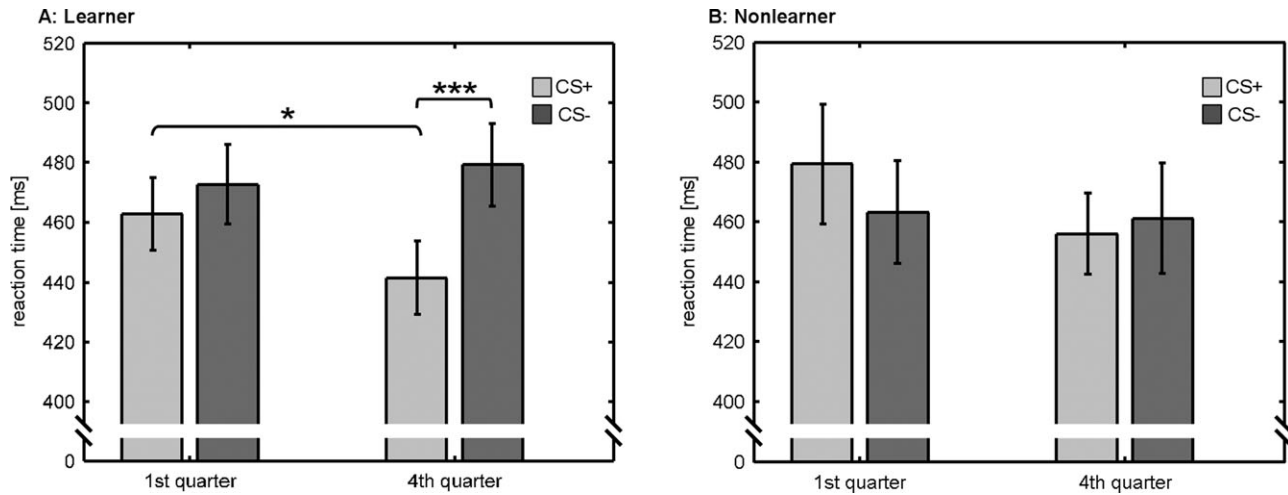 A: Learner
reaction time [ms]
520
500
480
460
440
420
400
0
CS+
CS-
*
***
1st quarter
4th quarter
B: Nonlearner
reaction time [ms]
520
500
480
460
440
420
400
0
CS+
CS-
1st quarter
4th quarter